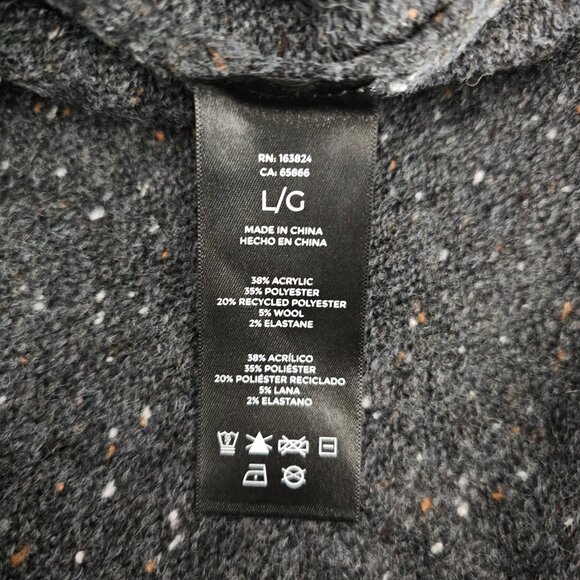 RN: 163824
CA: 65866
L/G
MADE IN CHINA
HECHO EN CHINA
38% ACRYLIC
35% POLYESTER
20% RECYCLED POLYESTER
5% WOOL
2% ELASTANE
38% ACRÍLICO
35% POLIÉSTER
20% POLIÉSTER RECICLADO
5% LANA
2% ELASTANO